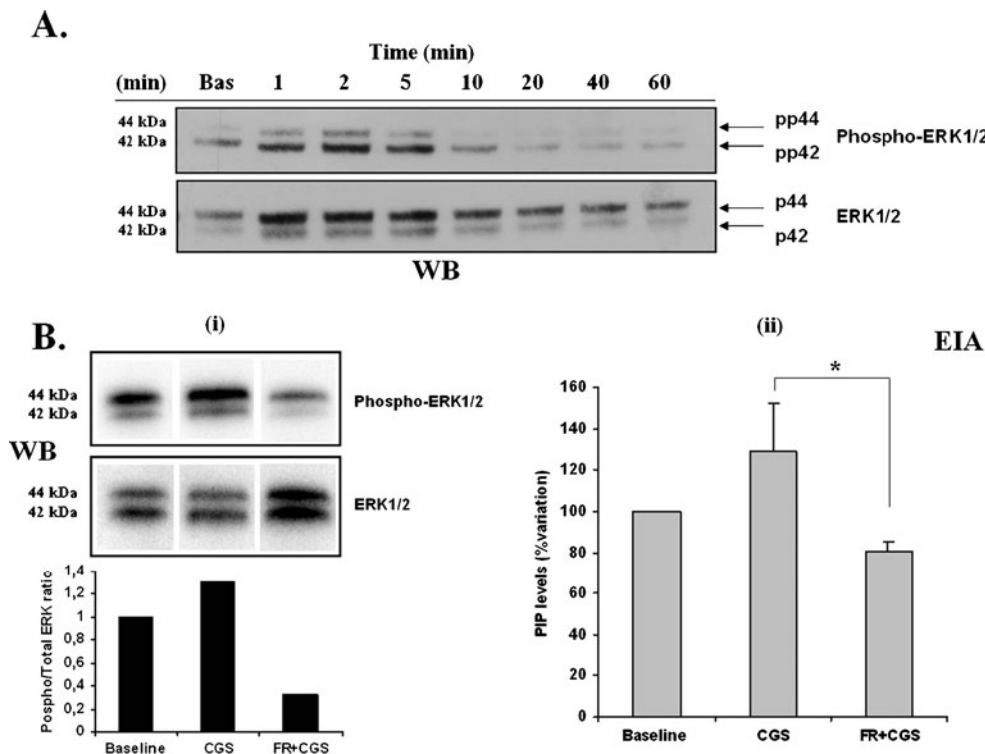 A.
Time (min)
(min) Bas 1 2 5 10 20 40 60
44 kDa
42 kDa
pp44
pp42
Phospho-ERK1/2
44 kDa
42 kDa
p44
p42
ERK1/2
WB
B.
(i)
44 kDa
42 kDa
Phospho-ERK1/2
WB
44 kDa
42 kDa
ERK1/2
Pospho/Total ERK ratio
1,4
1,2
1
0,8
0,6
0,4
0,2
0
Baseline CGS FR+CGS
(ii)
EIA
*
PIP levels (%variation)
160
140
120
100
80
60
40
20
0
Baseline CGS FR+CGS